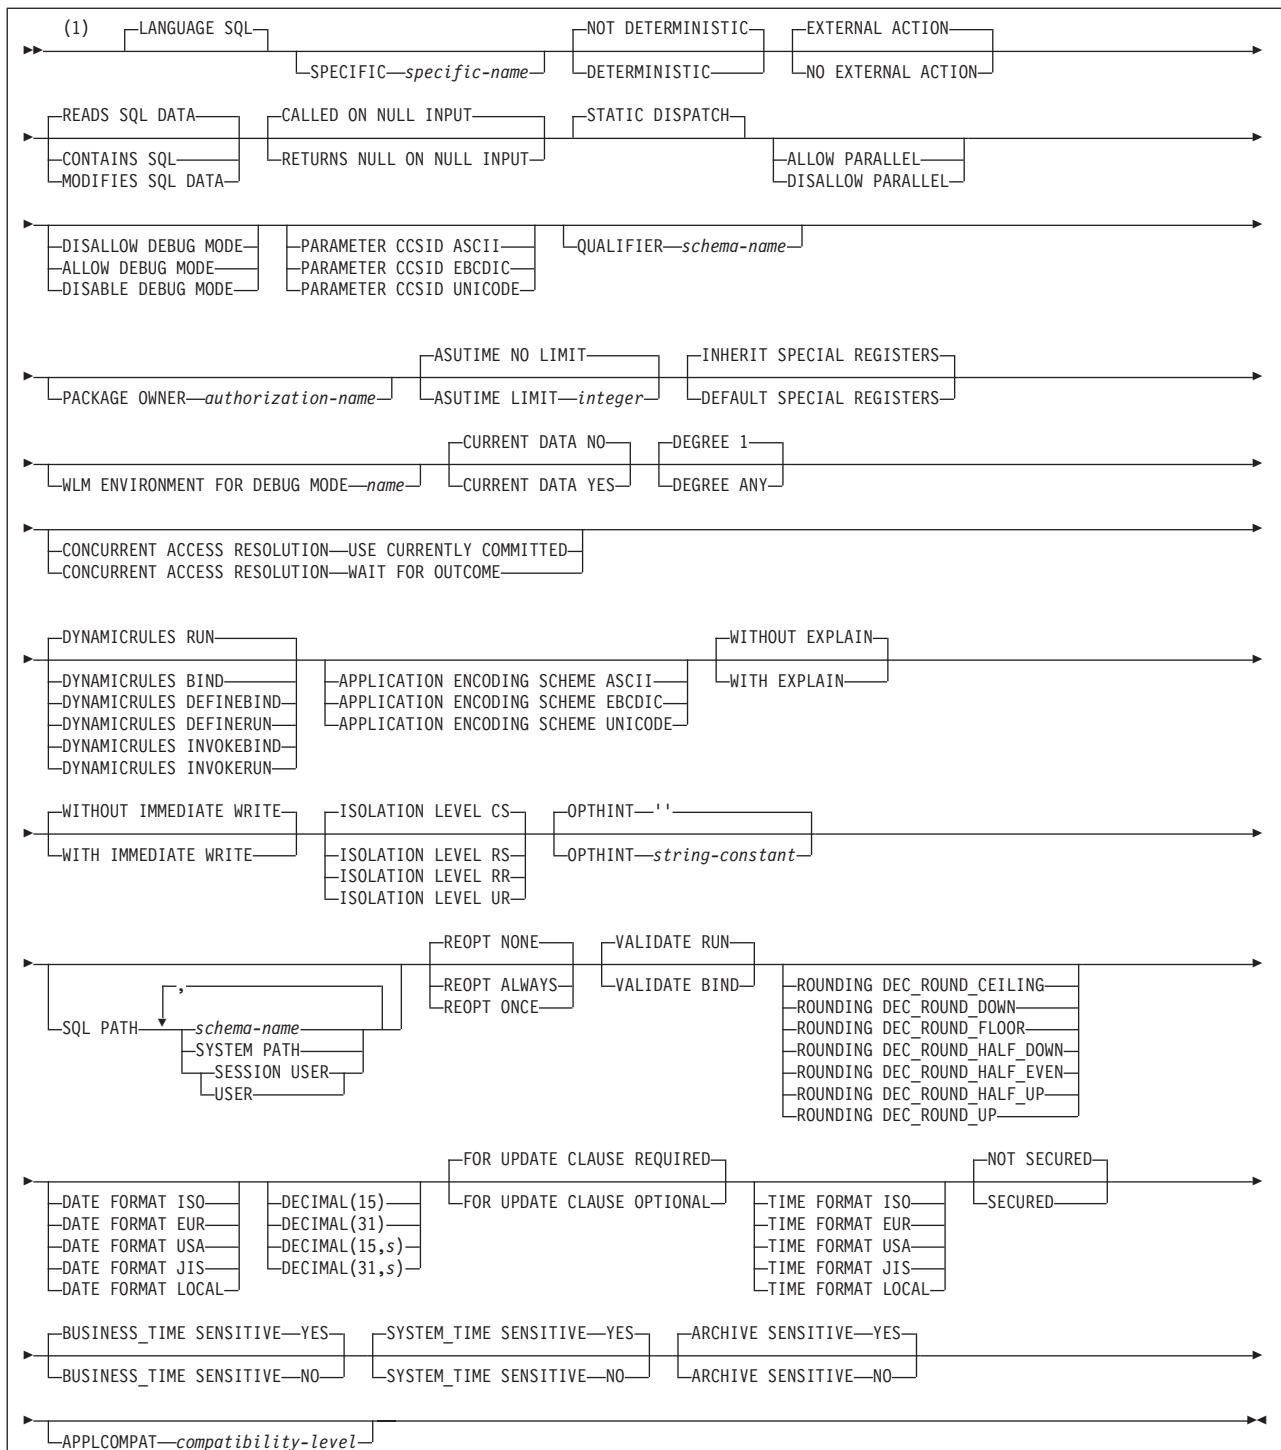 (1) LANGUAGE SQL NOT DETERMINISTIC EXTERNAL ACTION
SPECIFIC specific-name DETERMINISTIC NO EXTERNAL ACTION
READS SQL DATA CALLED ON NULL INPUT STATIC DISPATCH
CONTAINS SQL RETURNS NULL ON NULL INPUT ALLOW PARALLEL
MODIFIES SQL DATA DISALLOW PARALLEL
DISALLOW DEBUG MODE PARAMETER CCSID ASCII QUALIFIER schema-name
ALLOW DEBUG MODE PARAMETER CCSID EBCDIC
DISABLE DEBUG MODE PARAMETER CCSID UNICODE
ASUTIME NO LIMIT INHERIT SPECIAL REGISTERS
PACKAGE OWNER authorization-name ASUTIME LIMIT integer DEFAULT SPECIAL REGISTERS
CURRENT DATA NO DEGREE 1
WLM ENVIRONMENT FOR DEBUG MODE name CURRENT DATA YES DEGREE ANY
CONCURRENT ACCESS RESOLUTION USE CURRENTLY COMMITTED
CONCURRENT ACCESS RESOLUTION WAIT FOR OUTCOME
DYNAMICRULES RUN WITHOUT EXPLAIN
DYNAMICRULES BIND APPLICATION ENCODING SCHEME ASCII WITH EXPLAIN
DYNAMICRULES DEFINEBIND APPLICATION ENCODING SCHEME EBCDIC
DYNAMICRULES DEFINERUN APPLICATION ENCODING SCHEME UNICODE
DYNAMICRULES INVOKEBIND
DYNAMICRULES INVOKERUN
WITHOUT IMMEDIATE WRITE ISOLATION LEVEL CS OPTHINT ''
WITH IMMEDIATE WRITE ISOLATION LEVEL RS OPTHINT string-constant
ISOLATION LEVEL RR
ISOLATION LEVEL UR
REOPT NONE VALIDATE RUN
, REOPT ALWAYS VALIDATE BIND ROUNDING DEC_ROUND_CEILING
REOPT ONCE ROUNDING DEC_ROUND_DOWN
SQL PATH schema-name ROUNDING DEC_ROUND_FLOOR
SYSTEM PATH ROUNDING DEC_ROUND_HALF_DOWN
SESSION USER ROUNDING DEC_ROUND_HALF_EVEN
USER ROUNDING DEC_ROUND_HALF_UP
ROUNDING DEC_ROUND_UP
FOR UPDATE CLAUSE REQUIRED NOT SECURED
DATE FORMAT ISO DECIMAL(15) FOR UPDATE CLAUSE OPTIONAL TIME FORMAT ISO SECURED
DATE FORMAT EUR DECIMAL(31) TIME FORMAT EUR
DATE FORMAT USA DECIMAL(15,s) TIME FORMAT USA
DATE FORMAT JIS DECIMAL(31,s) TIME FORMAT JIS
DATE FORMAT LOCAL TIME FORMAT LOCAL
BUSINESS_TIME SENSITIVE YES SYSTEM_TIME SENSITIVE YES ARCHIVE SENSITIVE YES
BUSINESS_TIME SENSITIVE NO SYSTEM_TIME SENSITIVE NO ARCHIVE SENSITIVE NO
APPLCOMPAT compatibility-level